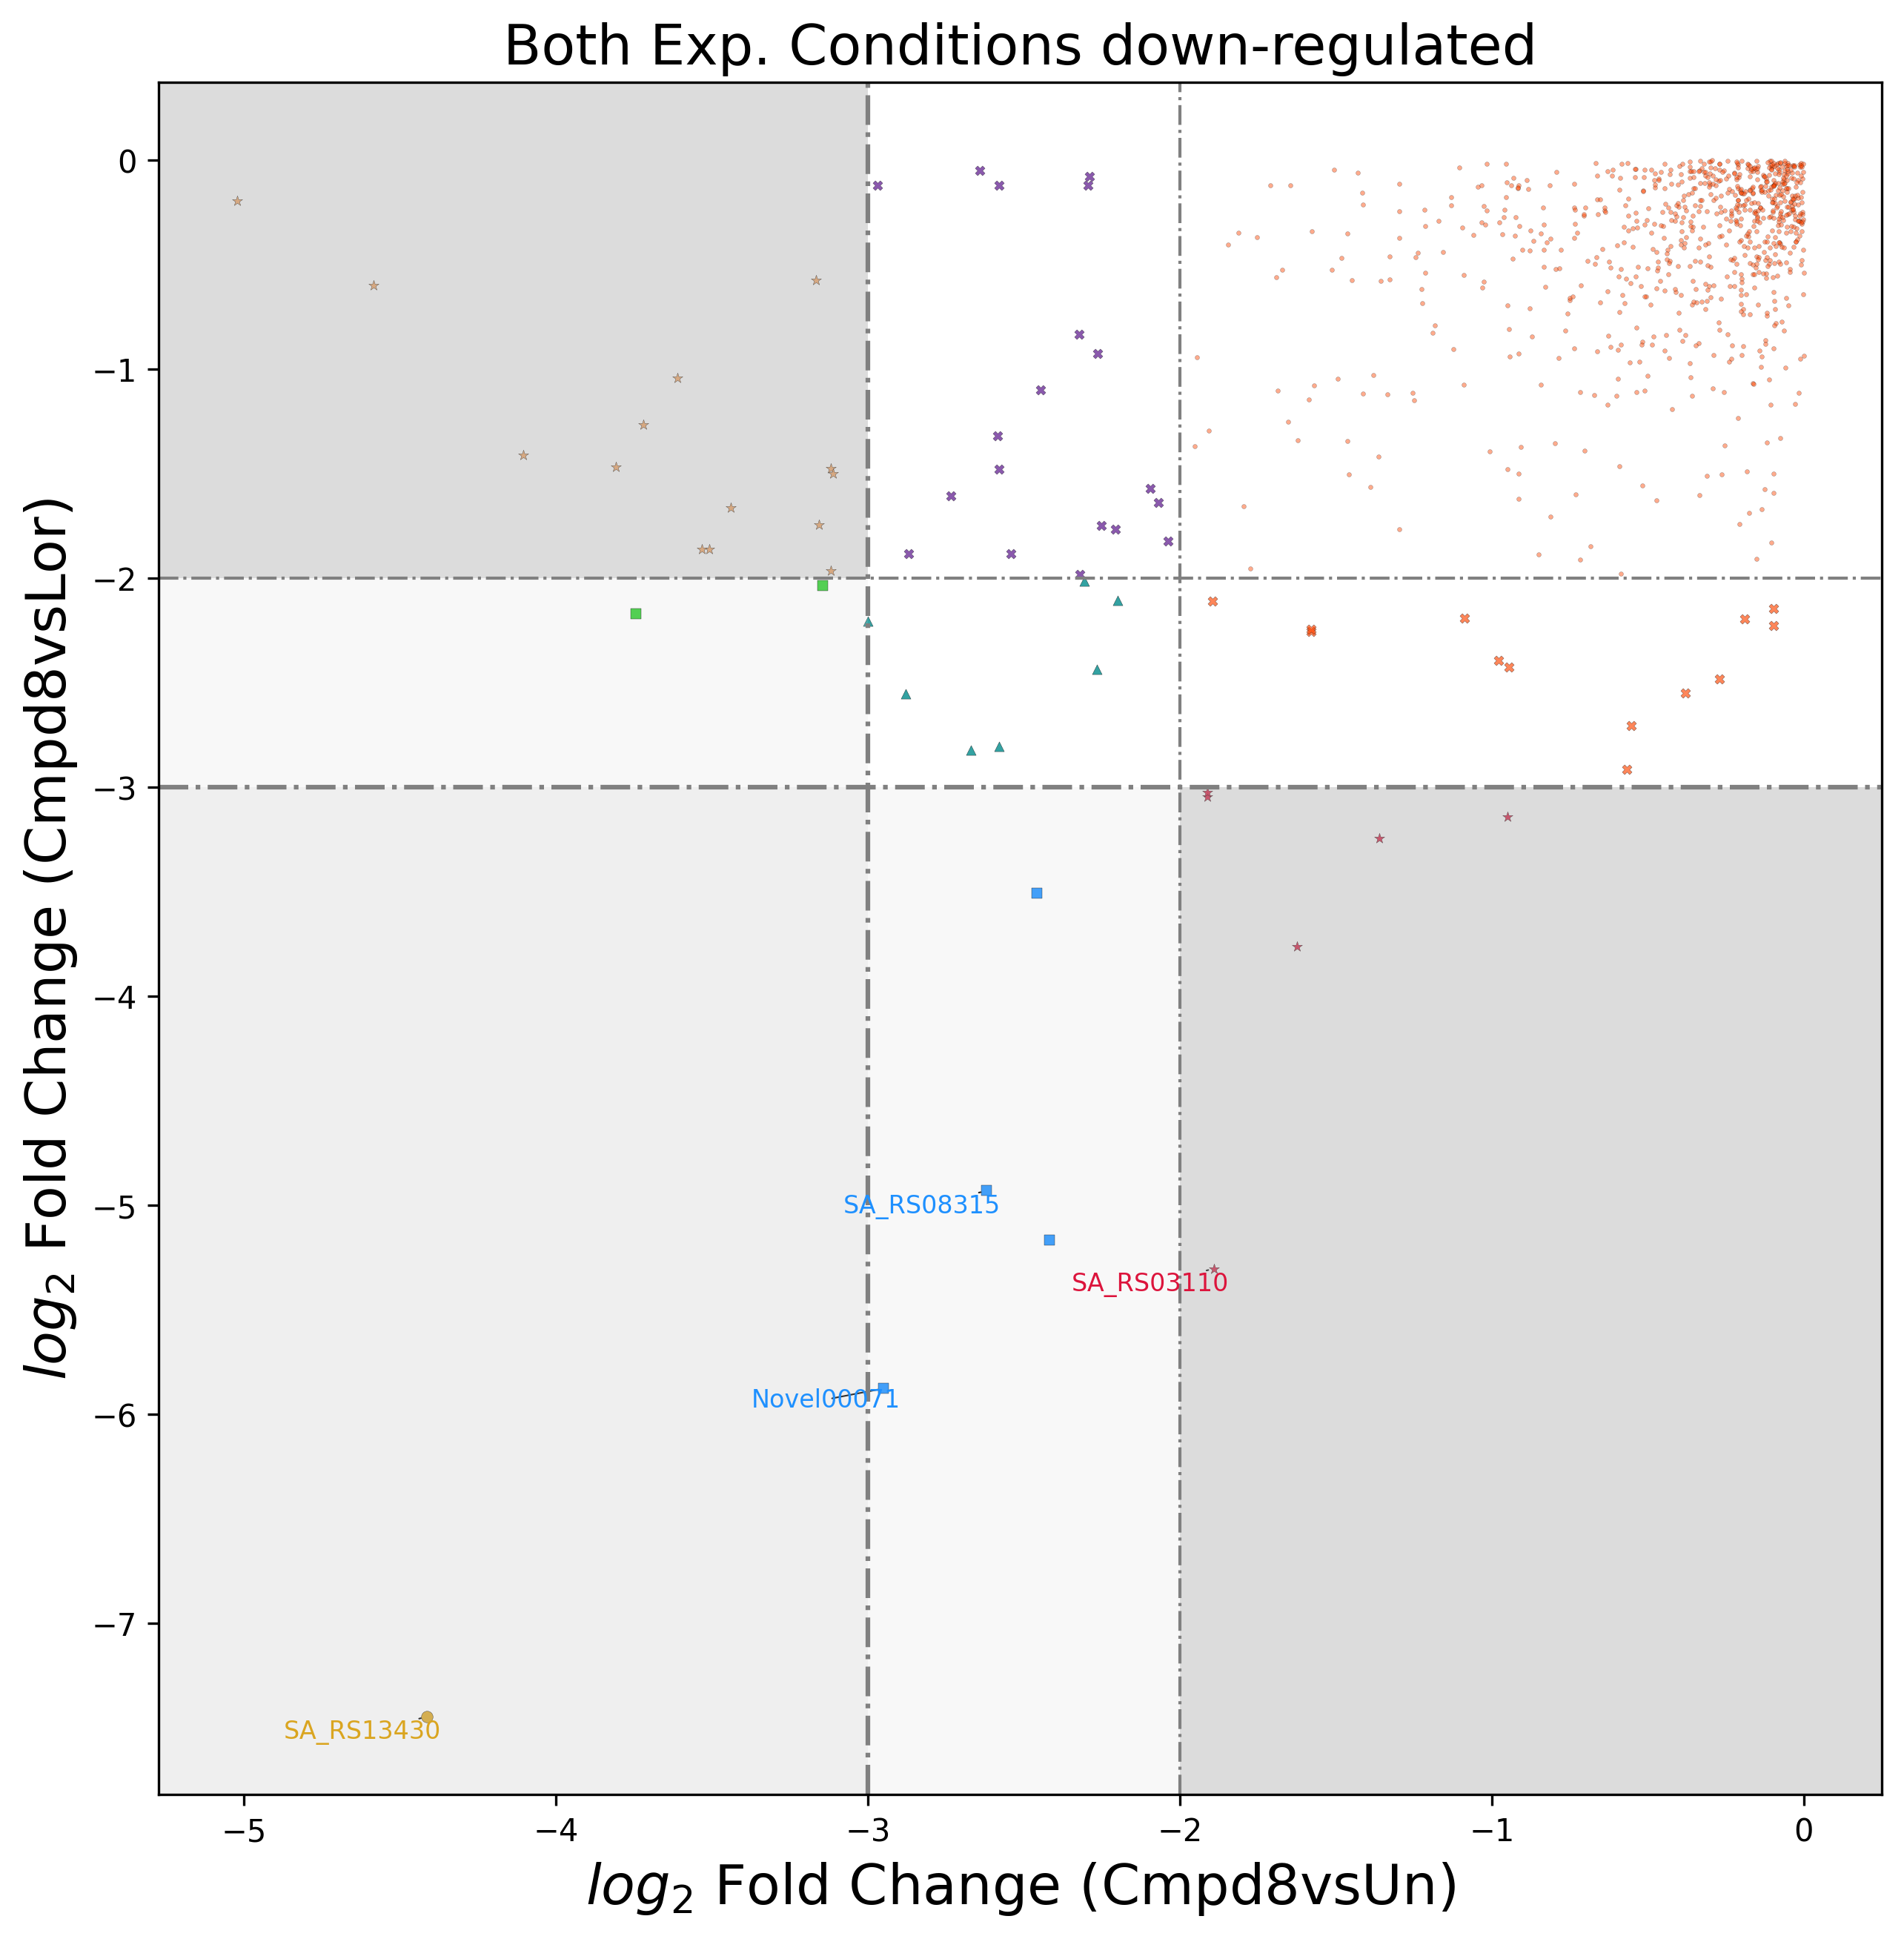 Both Exp. Conditions down-regulated
log2 Fold Change (Cmpd8vsLor)
0
−1
−2
−3
−4
−5
−6
−7
SA_RS08315
SA_RS03110
Novel00071
SA_RS13430
−5
−4
−3
−2
−1
0
log2 Fold Change (Cmpd8vsUn)